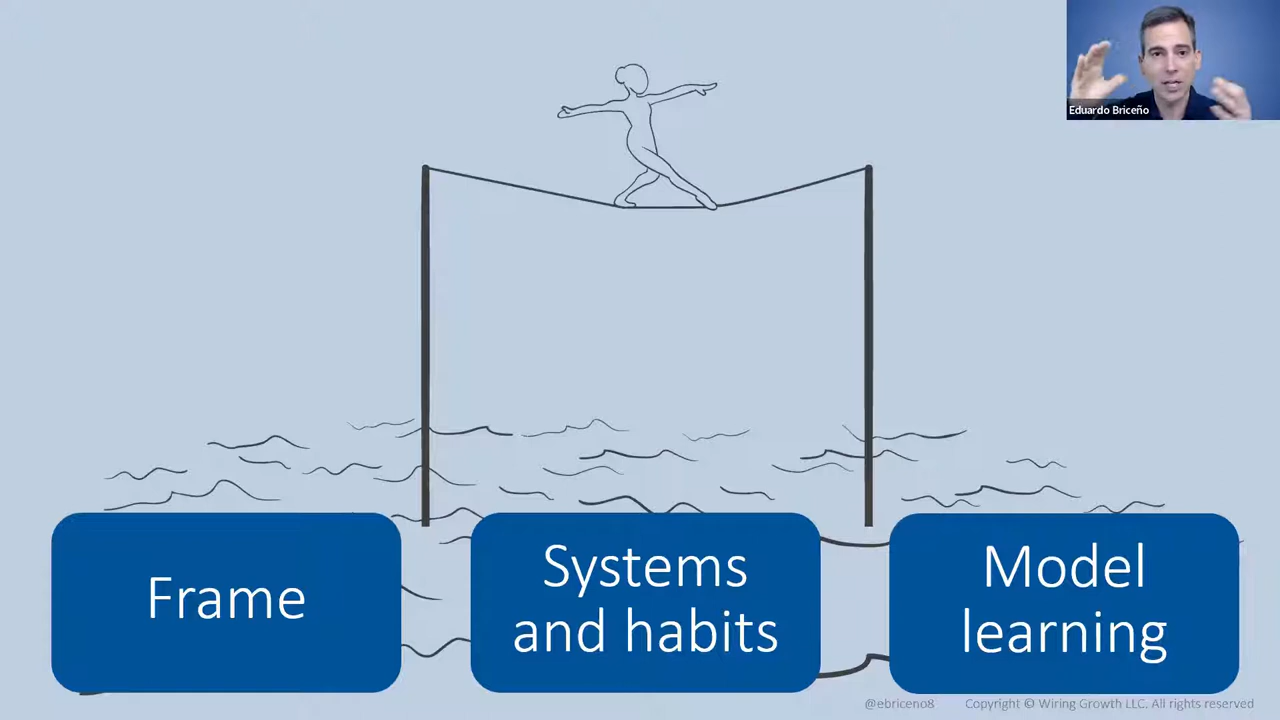 Eduardo Briceño
Frame
Systems
and habits
Model
learning
@ebriceno8
Copyright © Wiring Growth LLC. All rights reserved